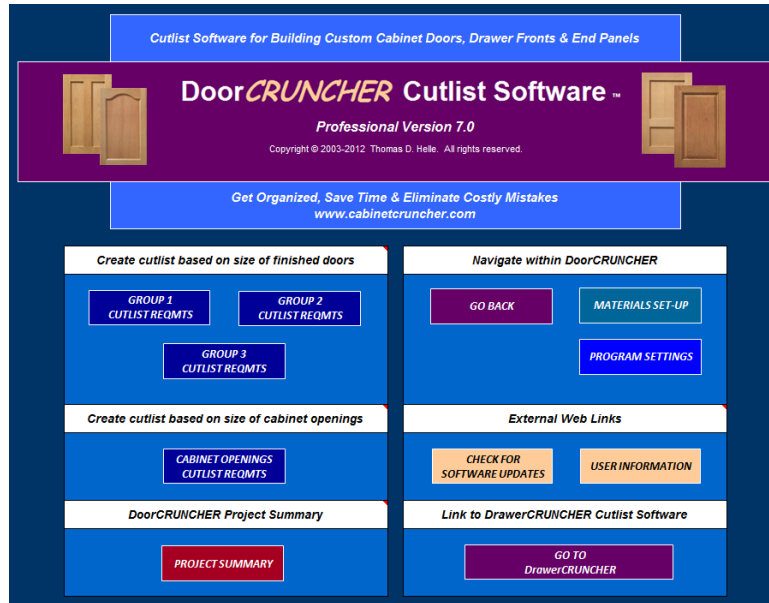 Cutlist Software for Building Custom Cabinet Doors, Drawer Fronts & End Panels
DoorCRUNCHER Cutlist Software ™
Professional Version 7.0
Copyright © 2003-2012 Thomas D. Helle. All rights reserved.
Get Organized, Save Time & Eliminate Costly Mistakes
www.cabinetcruncher.com
Create cutlist based on size of finished doors
GROUP 1
CUTLIST REQMTS
GROUP 2
CUTLIST REQMTS
GROUP 3
CUTLIST REQMTS
Create cutlist based on size of cabinet openings
CABINET OPENINGS
CUTLIST REQMTS
DoorCRUNCHER Project Summary
PROJECT SUMMARY
Navigate within DoorCRUNCHER
GO BACK
MATERIALS SET-UP
PROGRAM SETTINGS
External Web Links
CHECK FOR
SOFTWARE UPDATES
USER INFORMATION
Link to DrawerCRUNCHER Cutlist Software
GO TO
DrawerCRUNCHER